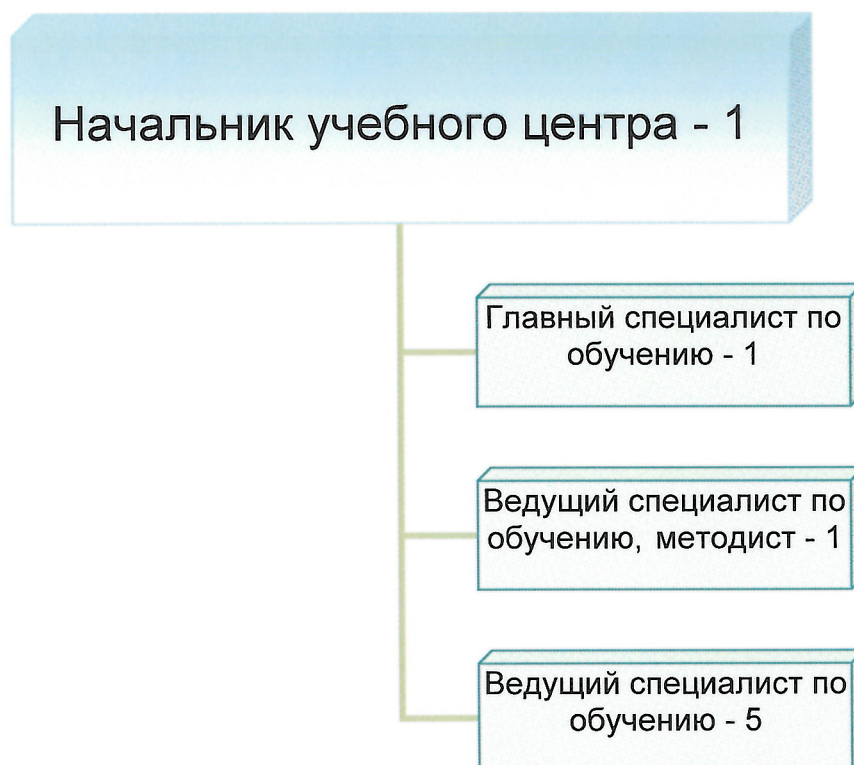 Начальник учебного центра - 1
Главный специалист по
обучению - 1
Ведущий специалист по
обучению, методист - 1
Ведущий специалист по
обучению - 5